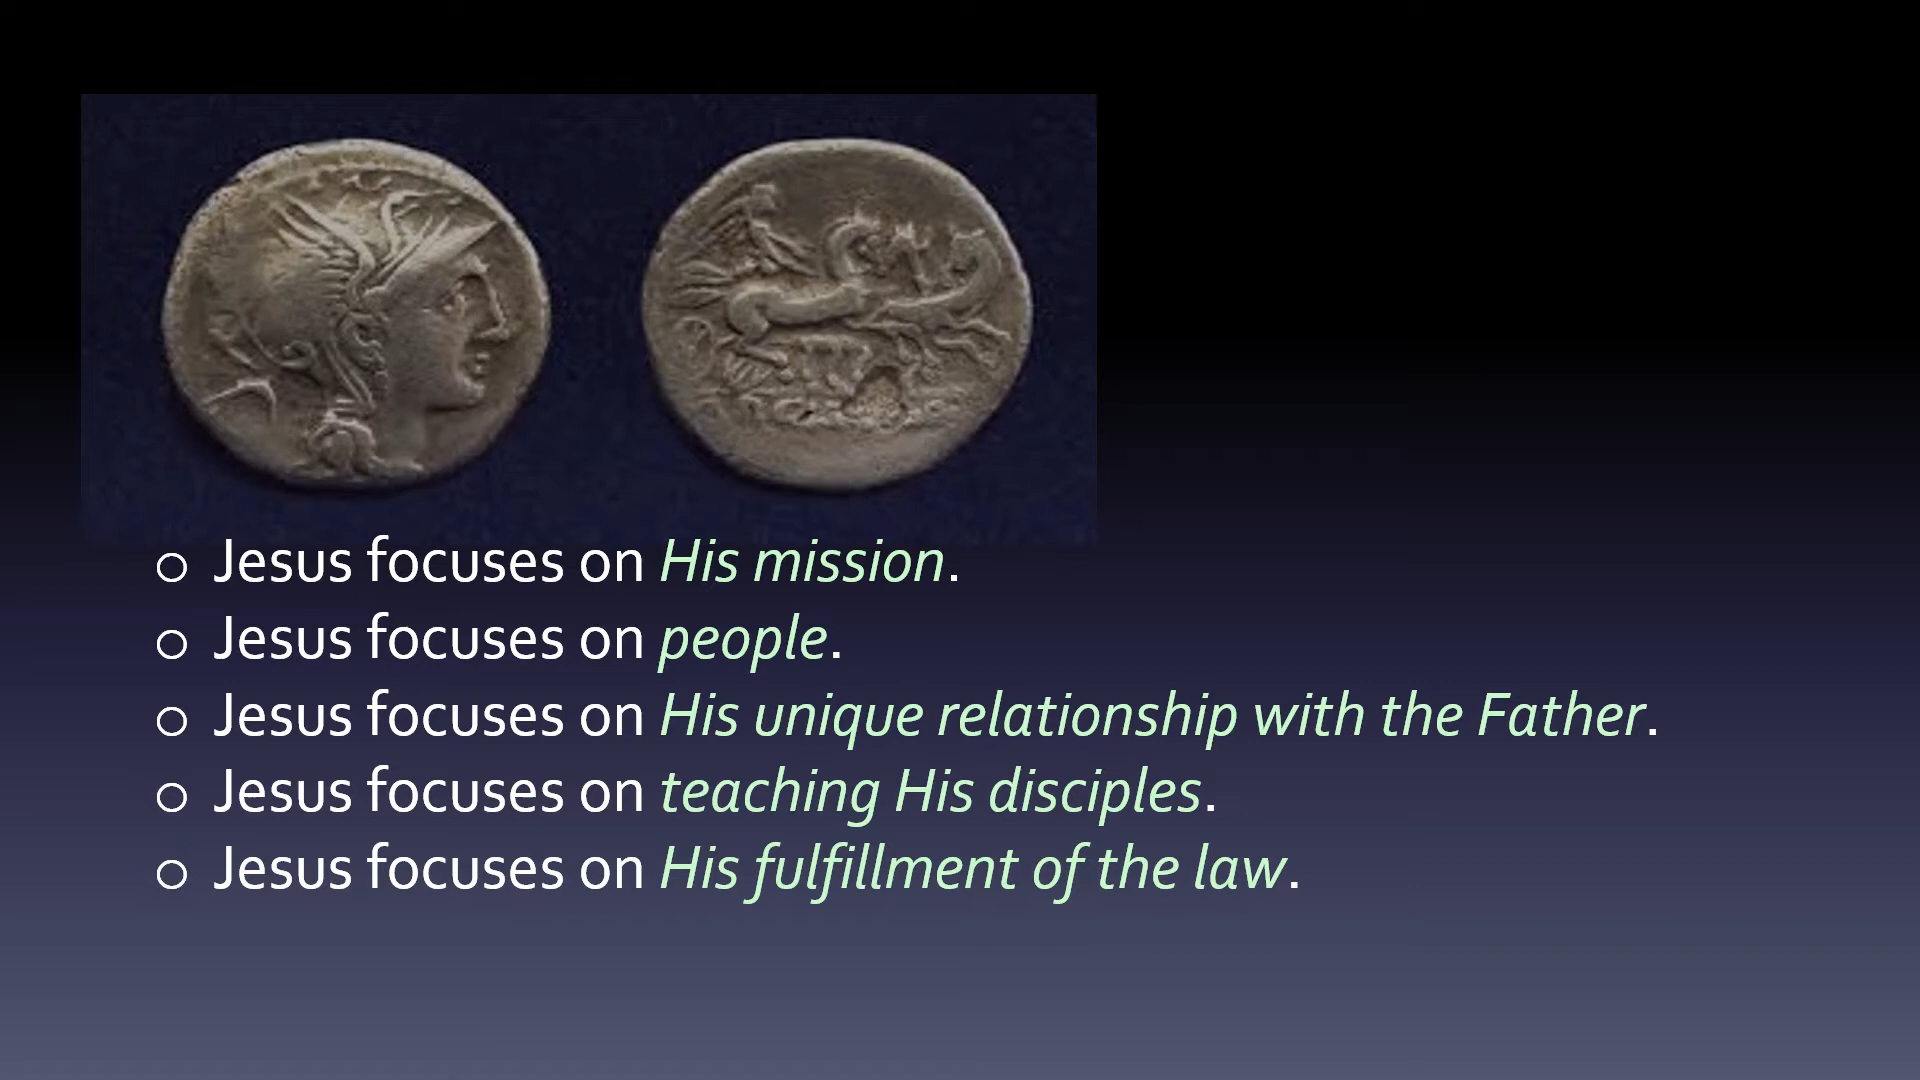 o Jesus focuses on His mission.
o Jesus focuses on people.
o Jesus focuses on His unique relationship with the Father.
o Jesus focuses on teaching His disciples.
o Jesus focuses on His fulfillment of the law.